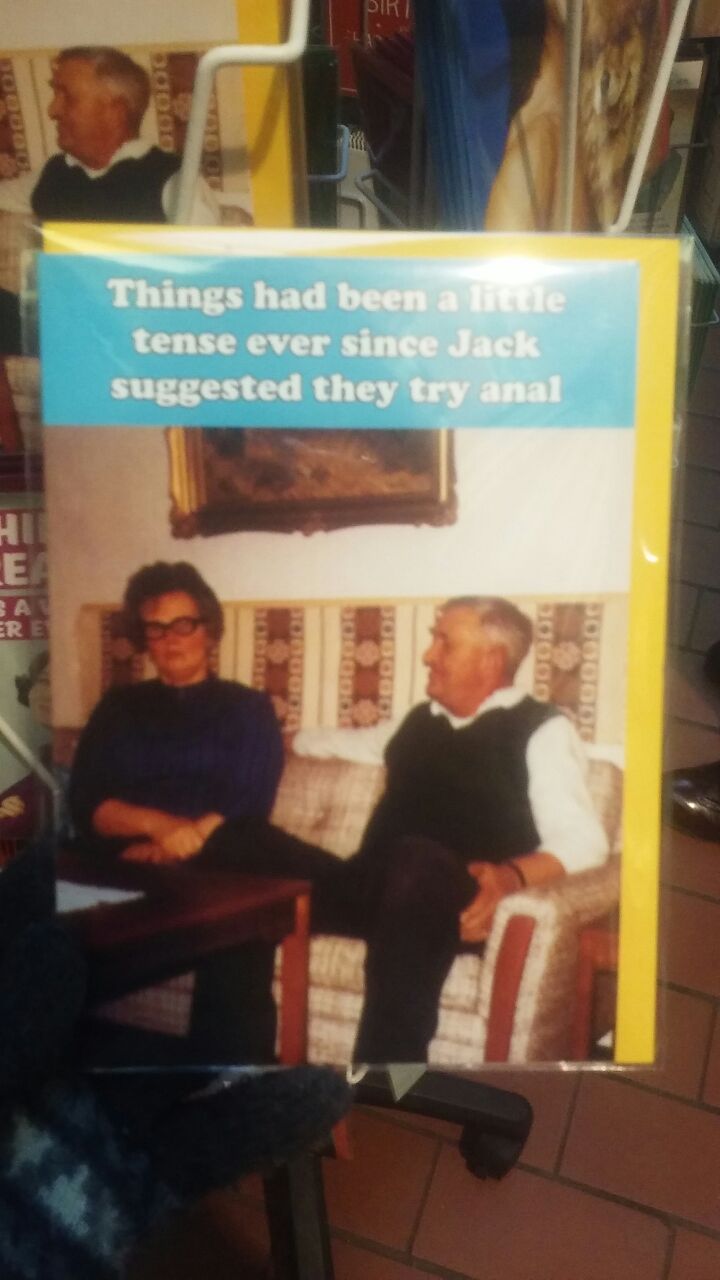 Things had been a little
tense ever since Jack
suggested they try anal